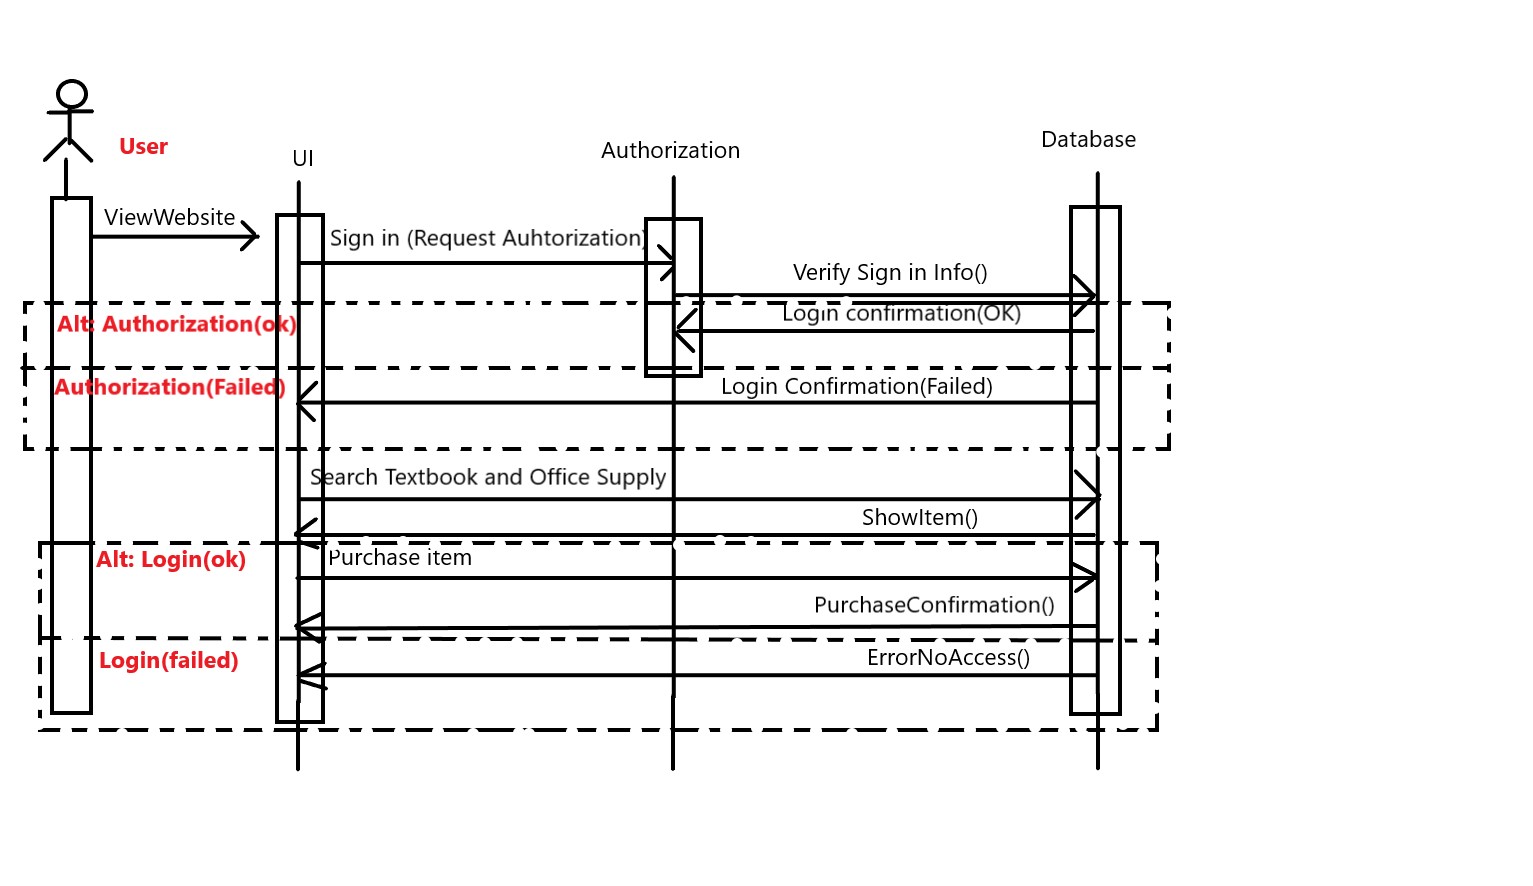 User
UI
Authorization
Database
ViewWebsite
Sign in (Request Auhtorization)
Verify Sign in Info()
Alt: Authorization(ok)
Login confirmation(OK)
Authorization(Failed)
Login Confirmation(Failed)
Search Textbook and Office Supply
ShowItem()
Alt: Login(ok)
Purchase item
PurchaseConfirmation()
Login(failed)
ErrorNoAccess()